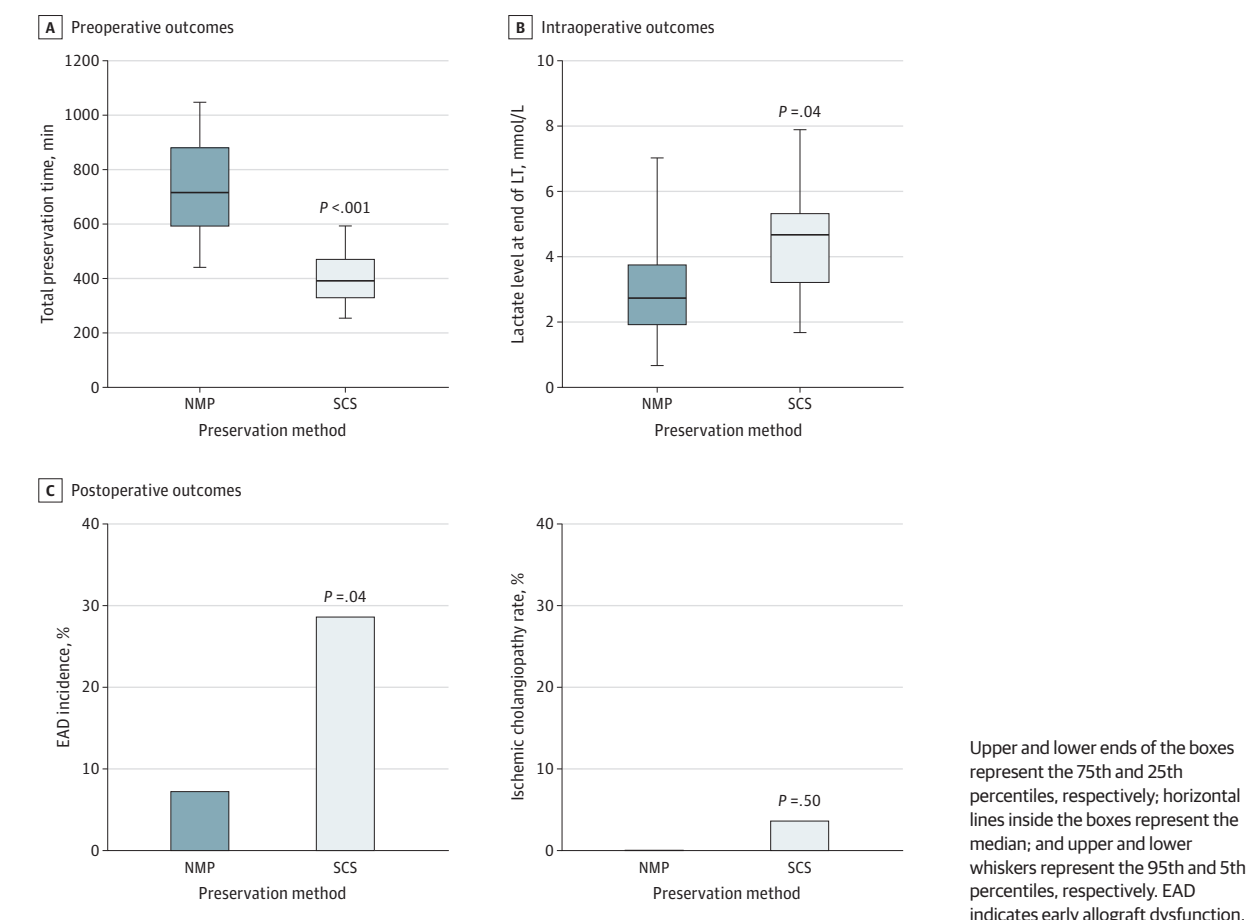 A Preoperative outcomes
Total preservation time, min
1200
1000
800
600
400
200
0
P <.001
NMP SCS
Preservation method
B Intraoperative outcomes
Lactate level at end of LT, mmol/L
10
8
6
4
2
0
P =.04
NMP SCS
Preservation method
C Postoperative outcomes
EAD incidence, %
40
30
20
10
0
P =.04
NMP SCS
Preservation method
Ischemic cholangiopathy rate, %
40
30
20
10
0
P =.50
NMP SCS
Preservation method
Upper and lower ends of the boxes
represent the 75th and 25th
percentiles, respectively; horizontal
lines inside the boxes represent the
median; and upper and lower
whiskers represent the 95th and 5th
percentiles, respectively. EAD
indicates early allograft dysfunction.